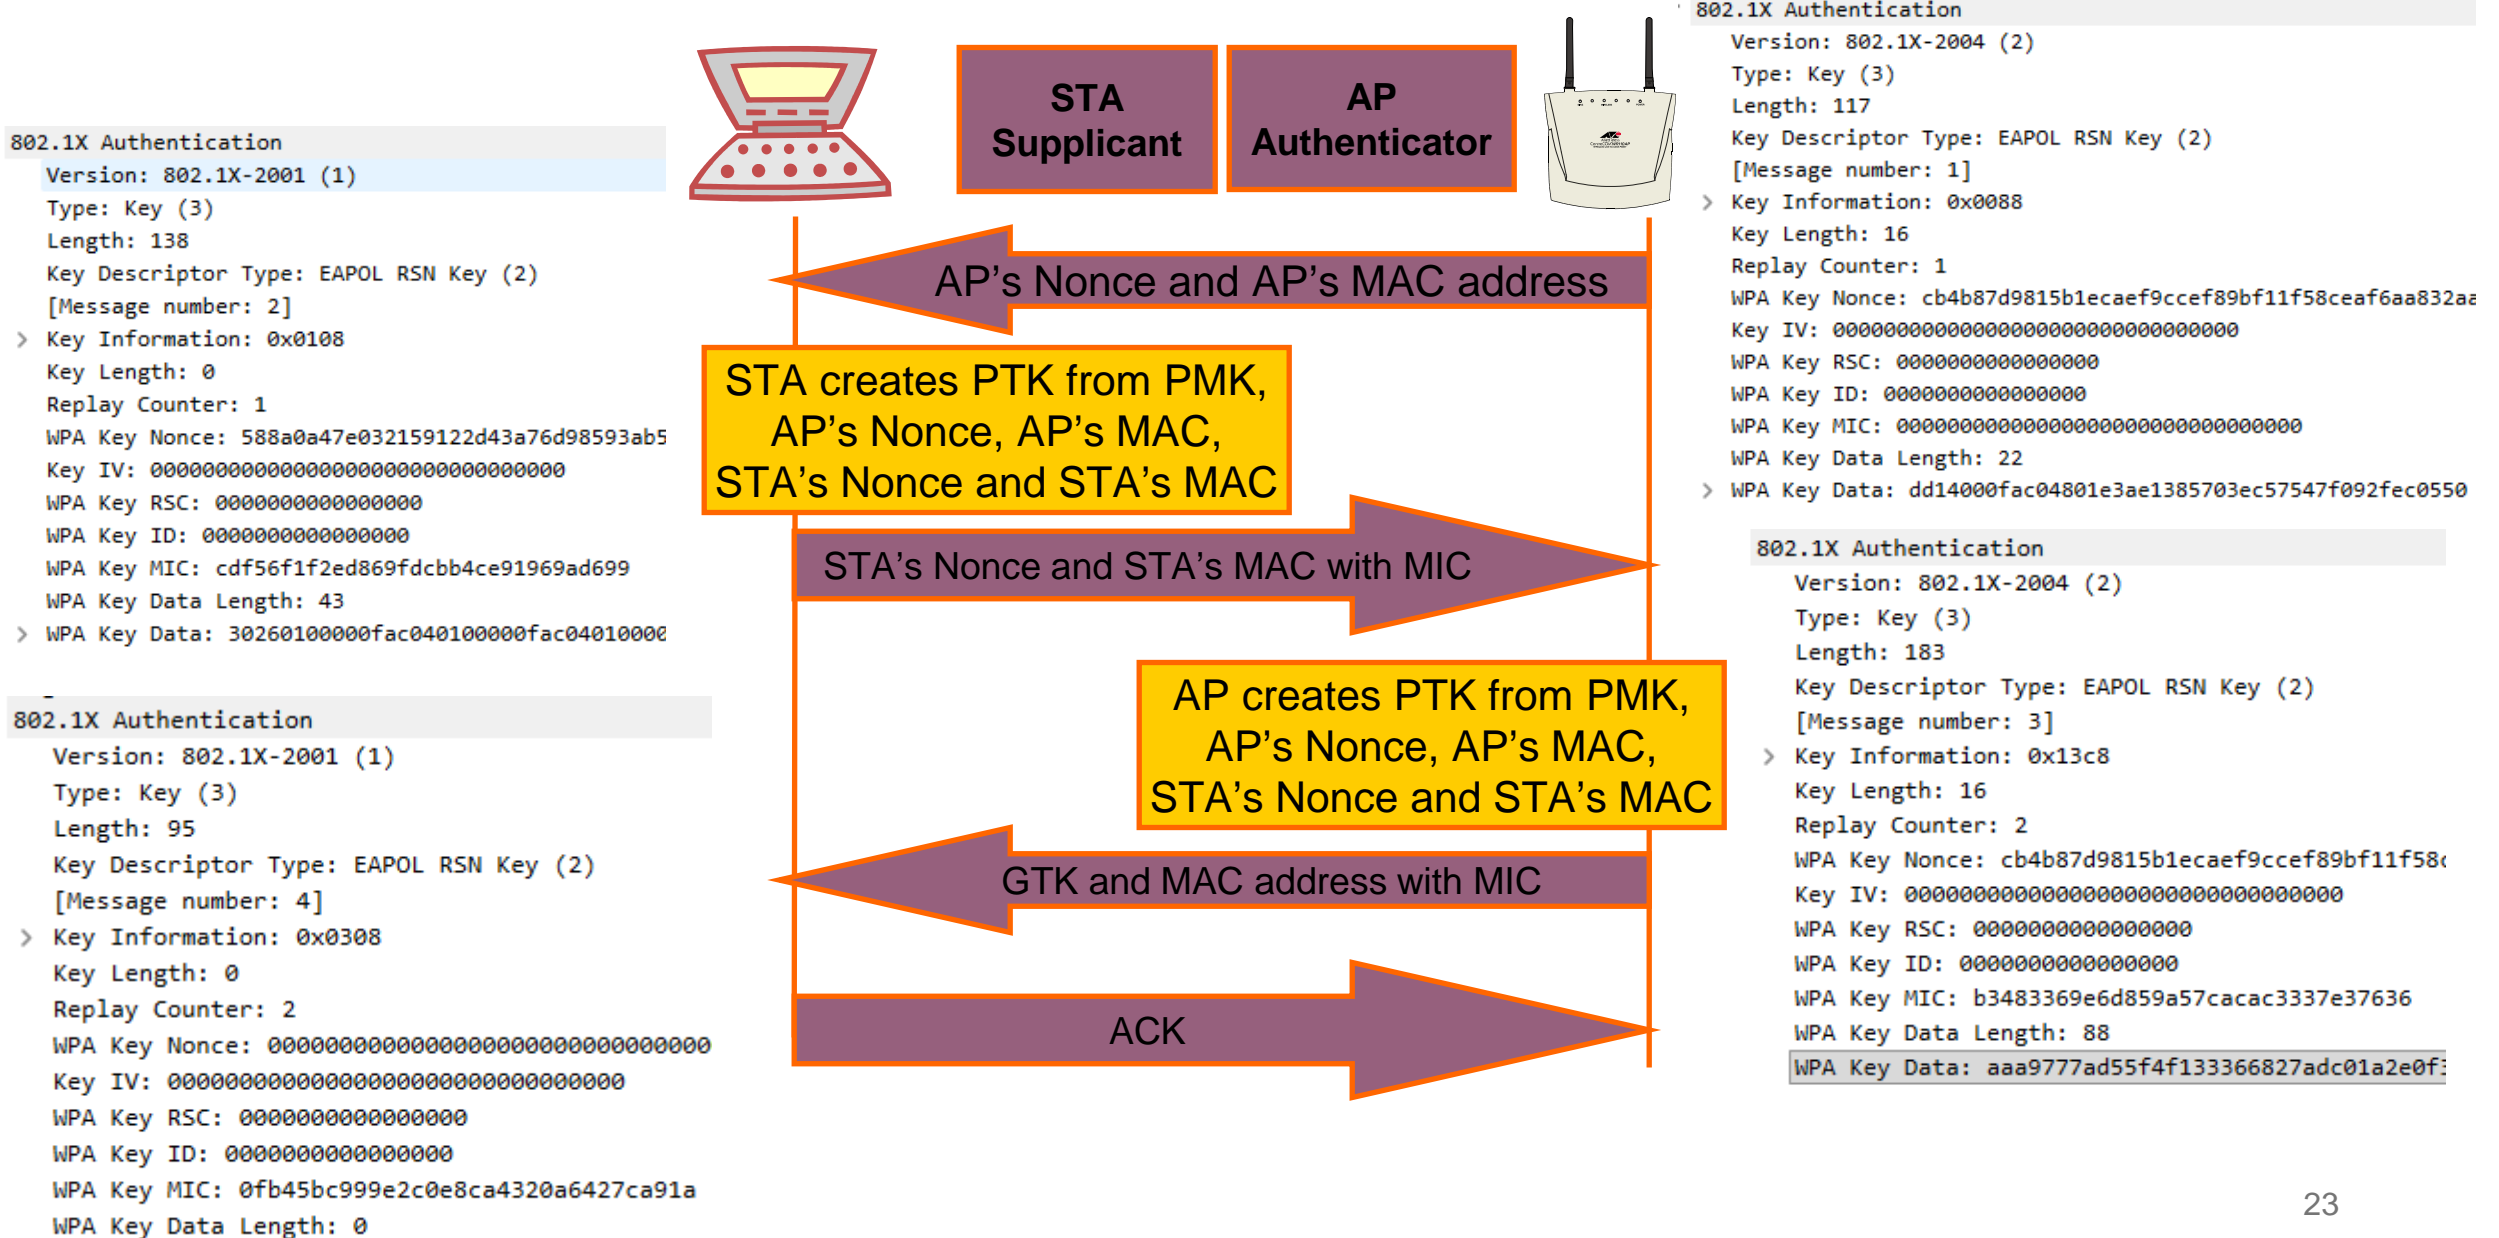 802.1X Authentication
Version: 802.1X-2001 (1)
Type: Key (3)
Length: 138
Key Descriptor Type: EAPOL RSN Key (2)
[Message number: 2]
> Key Information: 0x0108
Key Length: 0
Replay Counter: 1
WPA Key Nonce: 588a0a47e032159122d43a76d98593ab5
Key IV: 00000000000000000000000000000000
WPA Key RSC: 0000000000000000
WPA Key ID: 0000000000000000
WPA Key MIC: cdf56f1f2ed869fdcbb4ce91969ad699
WPA Key Data Length: 43
> WPA Key Data: 30260100000fac040100000fac04010000
802.1X Authentication
Version: 802.1X-2001 (1)
Type: Key (3)
Length: 95
Key Descriptor Type: EAPOL RSN Key (2)
[Message number: 4]
> Key Information: 0x0308
Key Length: 0
Replay Counter: 2
WPA Key Nonce: 0000000000000000000000000000000000
Key IV: 00000000000000000000000000000000
WPA Key RSC: 0000000000000000
WPA Key ID: 0000000000000000
WPA Key MIC: 0fb45bc999e2c0e8ca4320a6427ca91a
WPA Key Data Length: 0
STA
Supplicant
AP
Authenticator
AP's Nonce and AP's MAC address
STA creates PTK from PMK,
AP's Nonce, AP's MAC,
STA's Nonce and STA's MAC
STA's Nonce and STA's MAC with MIC
AP creates PTK from PMK,
AP's Nonce, AP's MAC,
STA's Nonce and STA's MAC
GTK and MAC address with MIC
ACK
802.1X Authentication
Version: 802.1X-2004 (2)
Type: Key (3)
Length: 117
Key Descriptor Type: EAPOL RSN Key (2)
[Message number: 1]
> Key Information: 0x0088
Key Length: 16
Replay Counter: 1
WPA Key Nonce: cb4b87d9815b1ecaef9ccef89bf11f58ceaf6aa832aa
Key IV: 00000000000000000000000000000000
WPA Key RSC: 0000000000000000
WPA Key ID: 0000000000000000
WPA Key MIC: 00000000000000000000000000000000
WPA Key Data Length: 22
> WPA Key Data: dd14000fac04801e3ae1385703ec57547f092fec0550
802.1X Authentication
Version: 802.1X-2004 (2)
Type: Key (3)
Length: 183
Key Descriptor Type: EAPOL RSN Key (2)
[Message number: 3]
> Key Information: 0x13c8
Key Length: 16
Replay Counter: 2
WPA Key Nonce: cb4b87d9815b1ecaef9ccef89bf11f58c
Key IV: 00000000000000000000000000000000
WPA Key RSC: 0000000000000000
WPA Key ID: 0000000000000000
WPA Key MIC: b3483369e6d859a57cacac3337e37636
WPA Key Data Length: 88
WPA Key Data: aaa9777ad55f4f133366827adc01a2e0f3
23